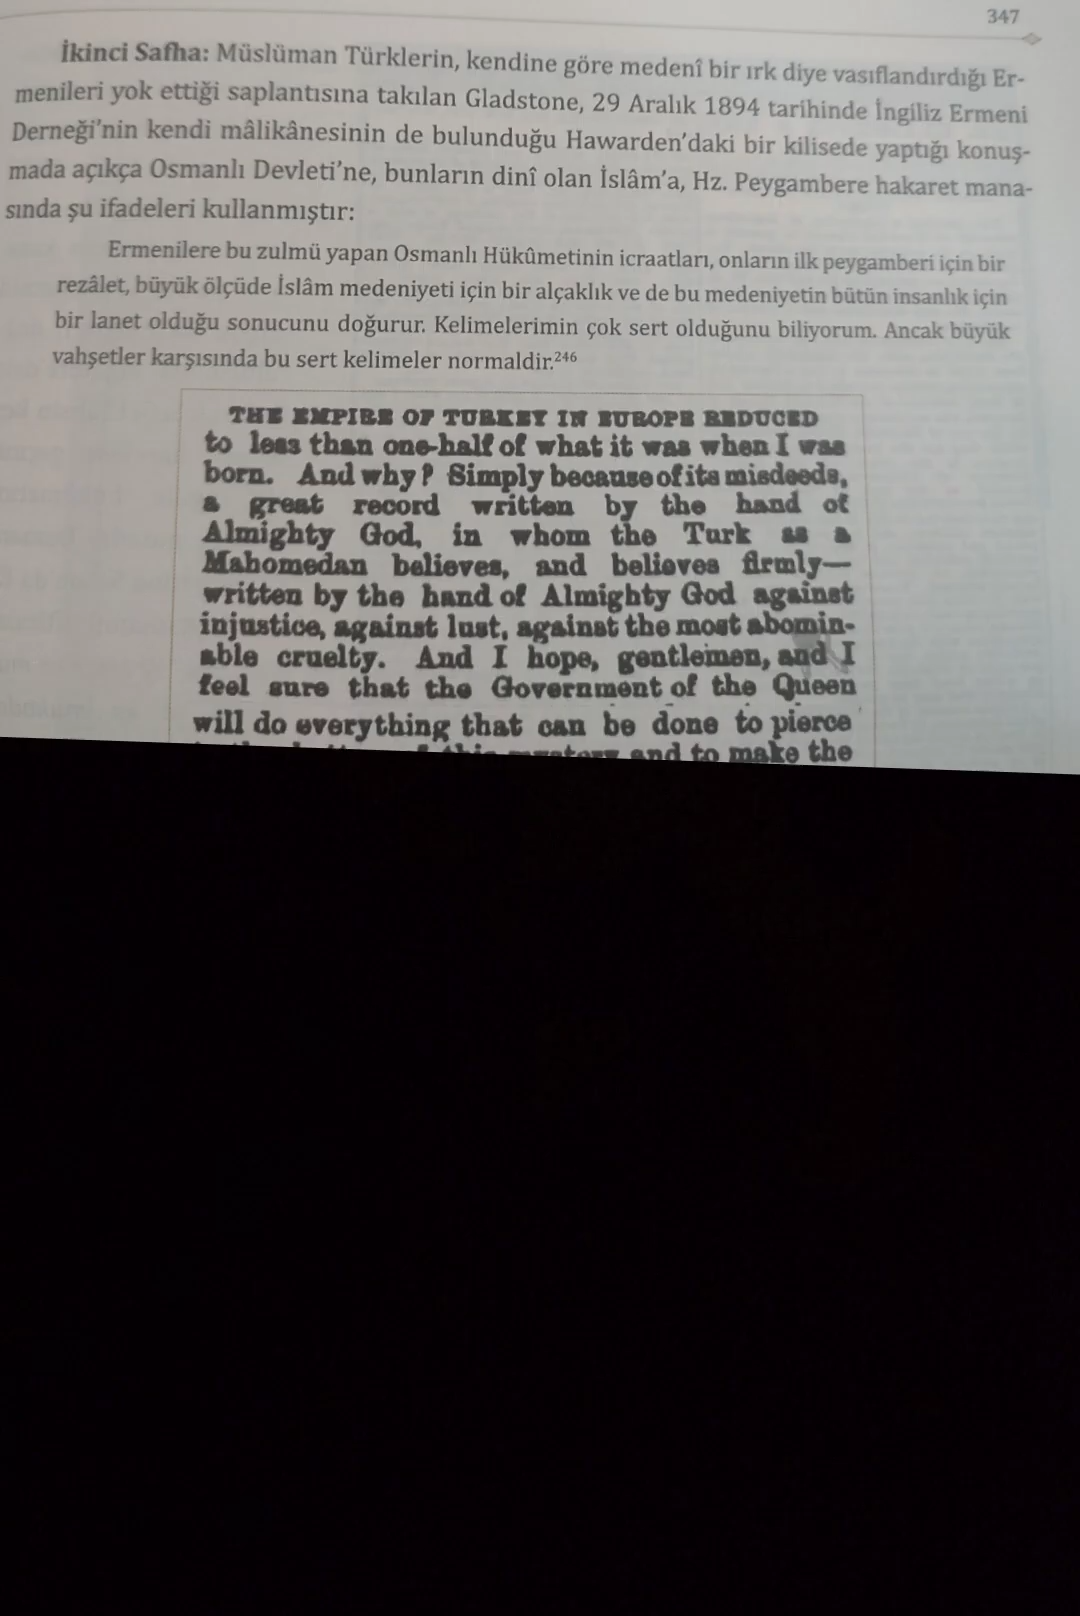 347
İkinci Safha: Müslüman Türklerin, kendine göre medenî bir ırk diye vasıflandırdığı Er-
menileri yok ettiği saplantısına takılan Gladstone, 29 Aralık 1894 tarihinde İngiliz Ermeni
Derneği'nin kendi mâlikânesinin de bulunduğu Hawarden'daki bir kilisede yaptığı konuş-
mada açıkça Osmanlı Devleti'ne, bunların dinî olan İslâm'a, Hz. Peygambere hakaret mana-
sında şu ifadeleri kullanmıştır:
Ermenilere bu zulmü yapan Osmanlı Hükûmetinin icraatları, onların ilk peygamberi için bir
rezâlet, büyük ölçüde İslâm medeniyeti için bir alçaklık ve de bu medeniyetin bütün insanlık için
bir lanet olduğu sonucunu doğurur. Kelimelerimin çok sert olduğunu biliyorum. Ancak büyük
vahşetler karşısında bu sert kelimeler normaldir.246
THE EMPIRE OF TURKEY IN EUROPE REDUCED
to less than one-half of what it was when I was
born. And why? Simply because of its misdeeds,
a great record written by the hand of
Almighty God, in whom the Turk as a
Mahomedan believes, and believes firmly—
written by the hand of Almighty God against
injustice, against lust, against the most abomin-
able cruelty. And I hope, gentlemen, and I
feel sure that the Government of the Queen
will do everything that can be done to pierce
this mystery and to make the